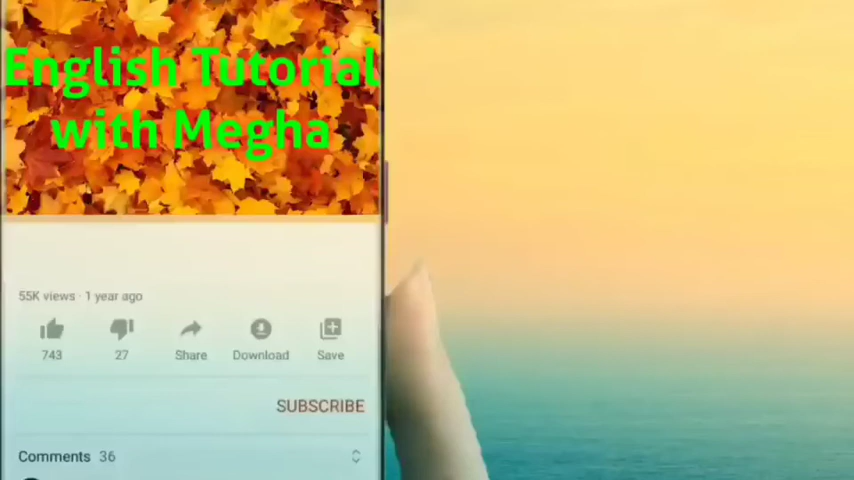 English Tutorial
with Megha
55K views · 1 year ago
743 27 Share Download Save
SUBSCRIBE
Comments 36